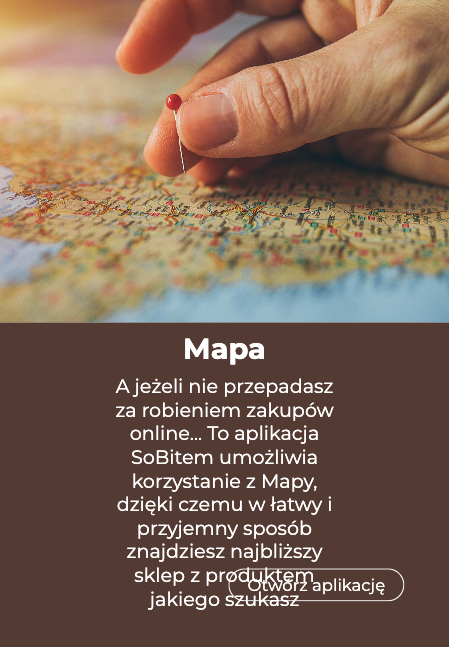 Mapa
A jeżeli nie przepadasz
za robieniem zakupów
online... To aplikacja
SoBitem umożliwia
korzystanie z Mapy,
dzięki czemu w łatwy i
przyjemny sposób
znajdziesz najbliższy
sklep z produktem
Otwórz aplikację
jakiego szukasz